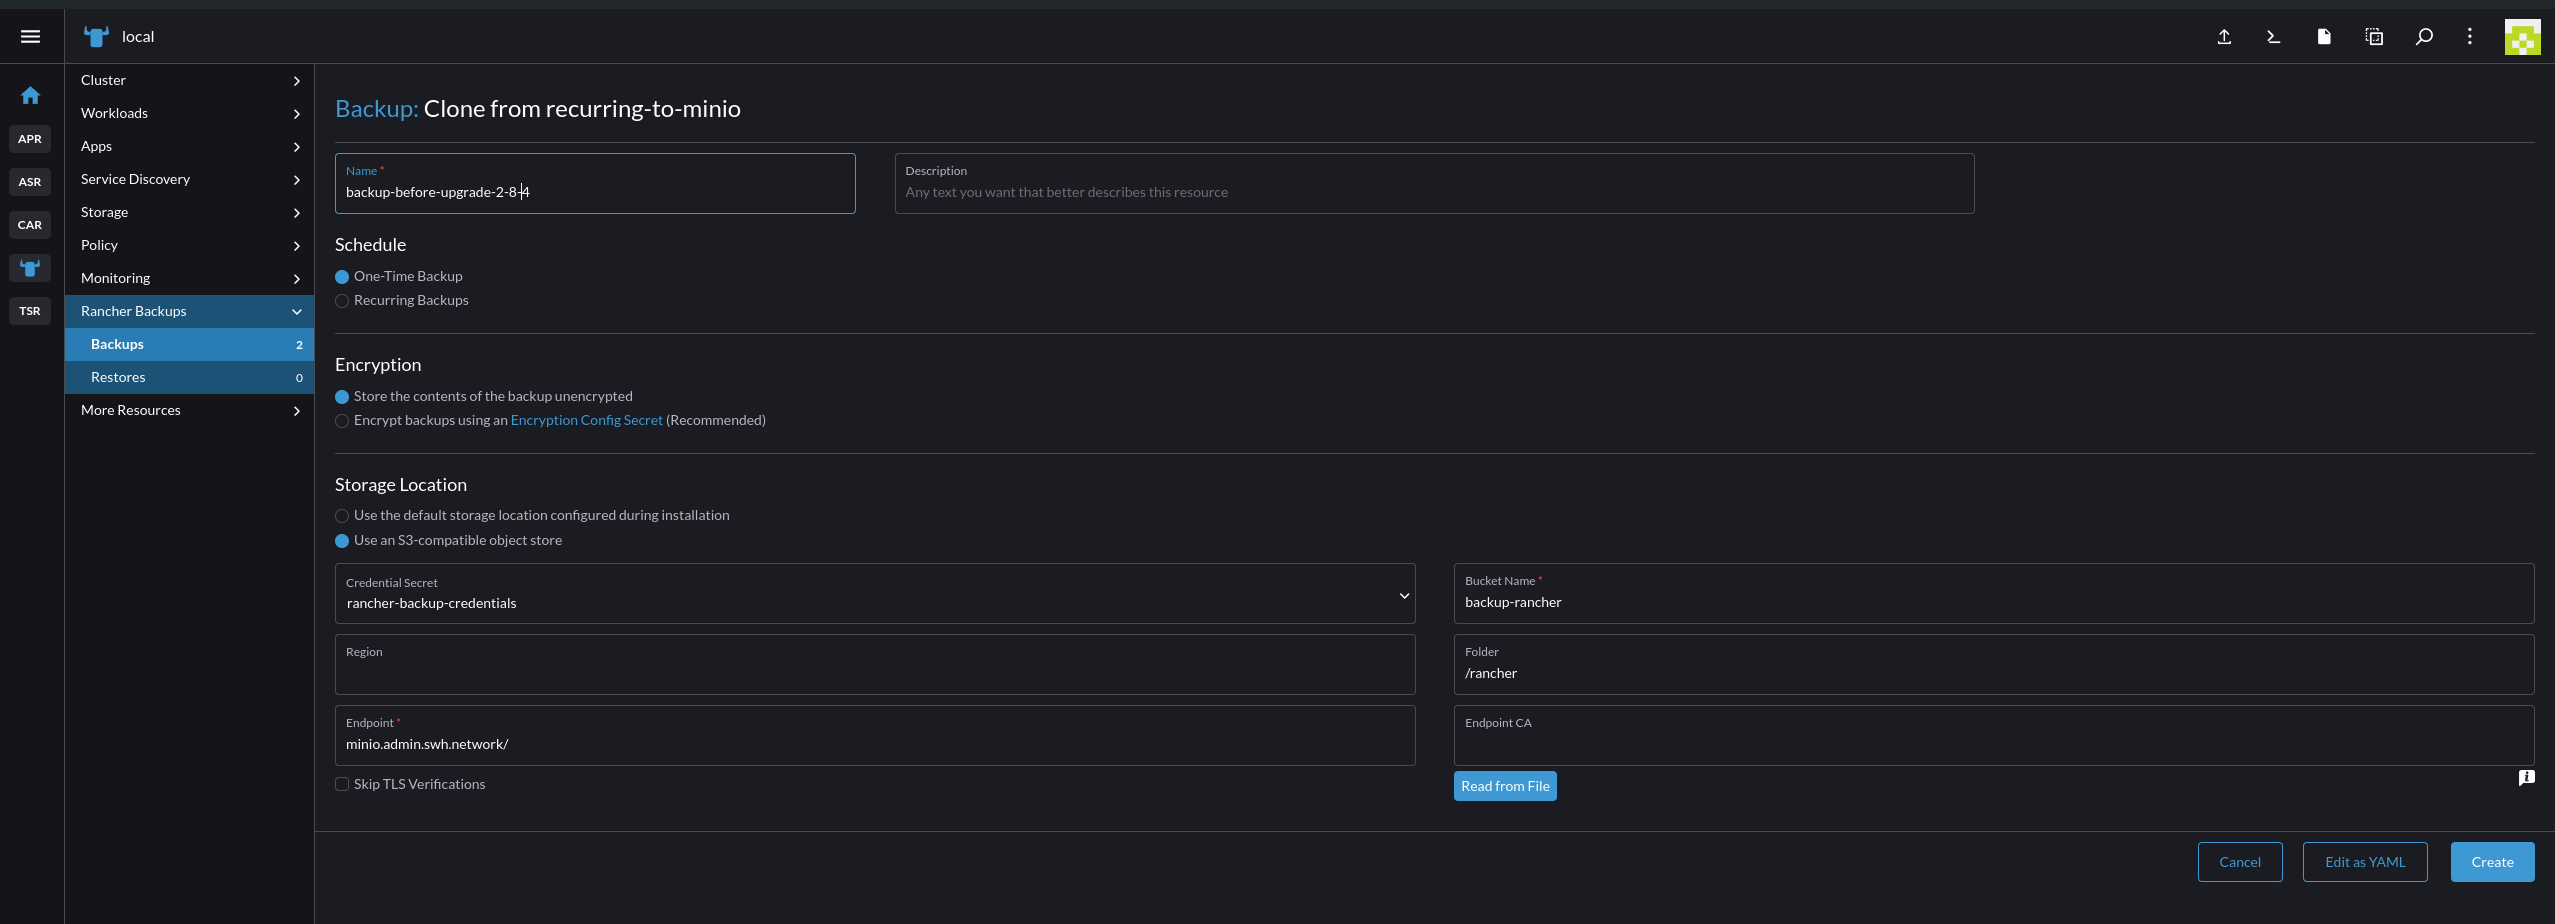 local
APR
ASR
CAR
TSR
Cluster
Workloads
Apps
Service Discovery
Storage
Policy
Monitoring
Rancher Backups
Backups 2
Restores 0
More Resources
Backup: Clone from recurring-to-minio
Name *
backup-before-upgrade-2-8-4
Description
Any text you want that better describes this resource
Schedule
One-Time Backup
Recurring Backups
Encryption
Store the contents of the backup unencrypted
Encrypt backups using an Encryption Config Secret (Recommended)
Storage Location
Use the default storage location configured during installation
Use an S3-compatible object store
Credential Secret
rancher-backup-credentials
Bucket Name *
backup-rancher
Region
Folder
/rancher
Endpoint *
minio.admin.swh.network/
Endpoint CA
Skip TLS Verifications
Read from File
Cancel
Edit as YAML
Create